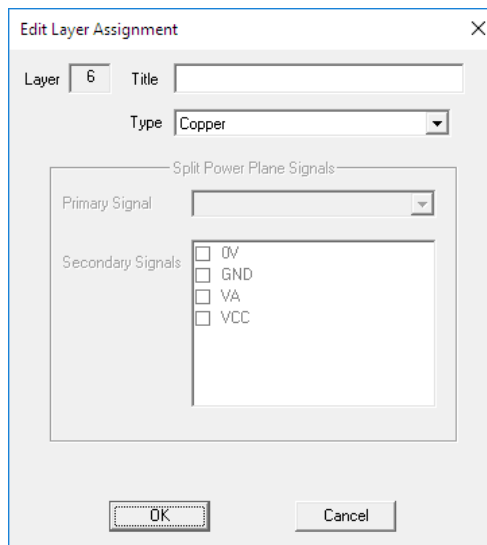 Edit Layer Assignment
Layer 6 Title
Type Copper
Split Power Plane Signals
Primary Signal
Secondary Signals
0V
GND
VA
VCC
OK Cancel